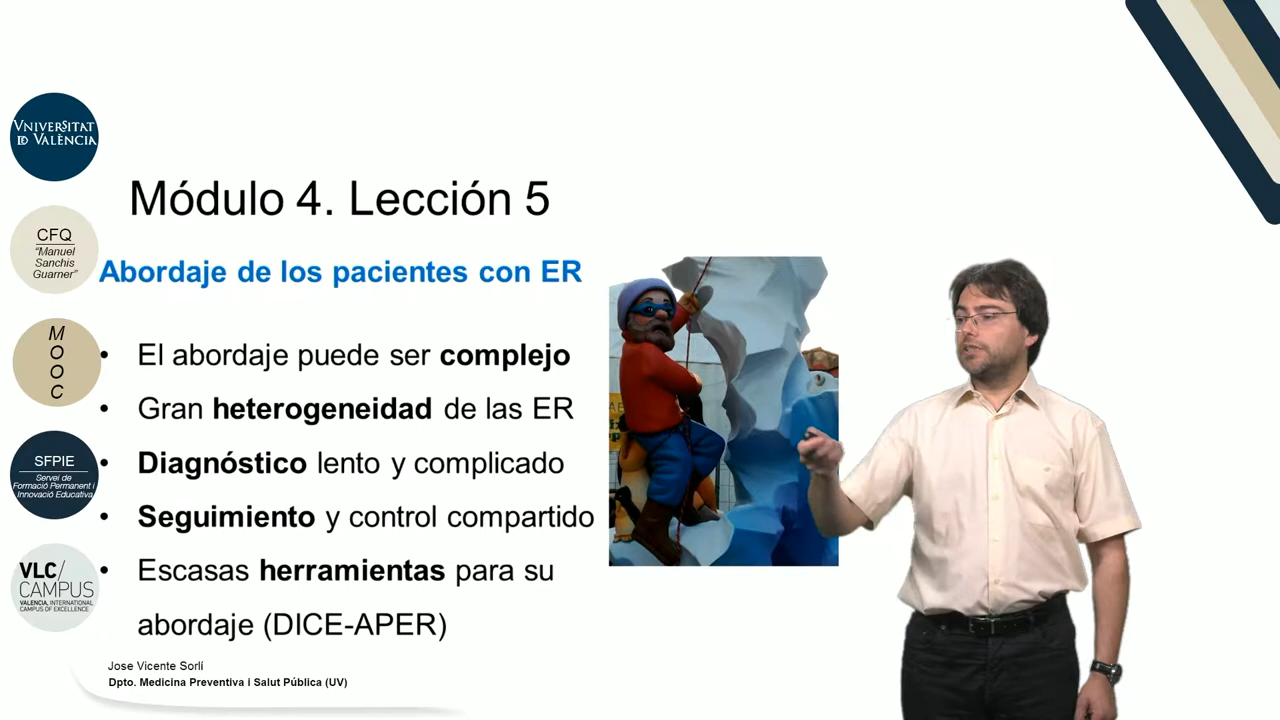 VNIVERSITAT
ID VALÈNCIA
CFQ
“Manuel
Sanchis
Guarner”
M
O
O
C
SFPIE
Servei de
Formació Permanent i
Innovació Educativa
VLC/
CAMPUS
VALENCIA, INTERNATIONAL
CAMPUS OF EXCELLENCE
Módulo 4. Lección 5
Abordaje de los pacientes con ER
• El abordaje puede ser complejo
• Gran heterogeneidad de las ER
• Diagnóstico lento y complicado
• Seguimiento y control compartido
• Escasas herramientas para su
abordaje (DICE-APER)
Jose Vicente Sorlí
Dpto. Medicina Preventiva i Salut Pública (UV)